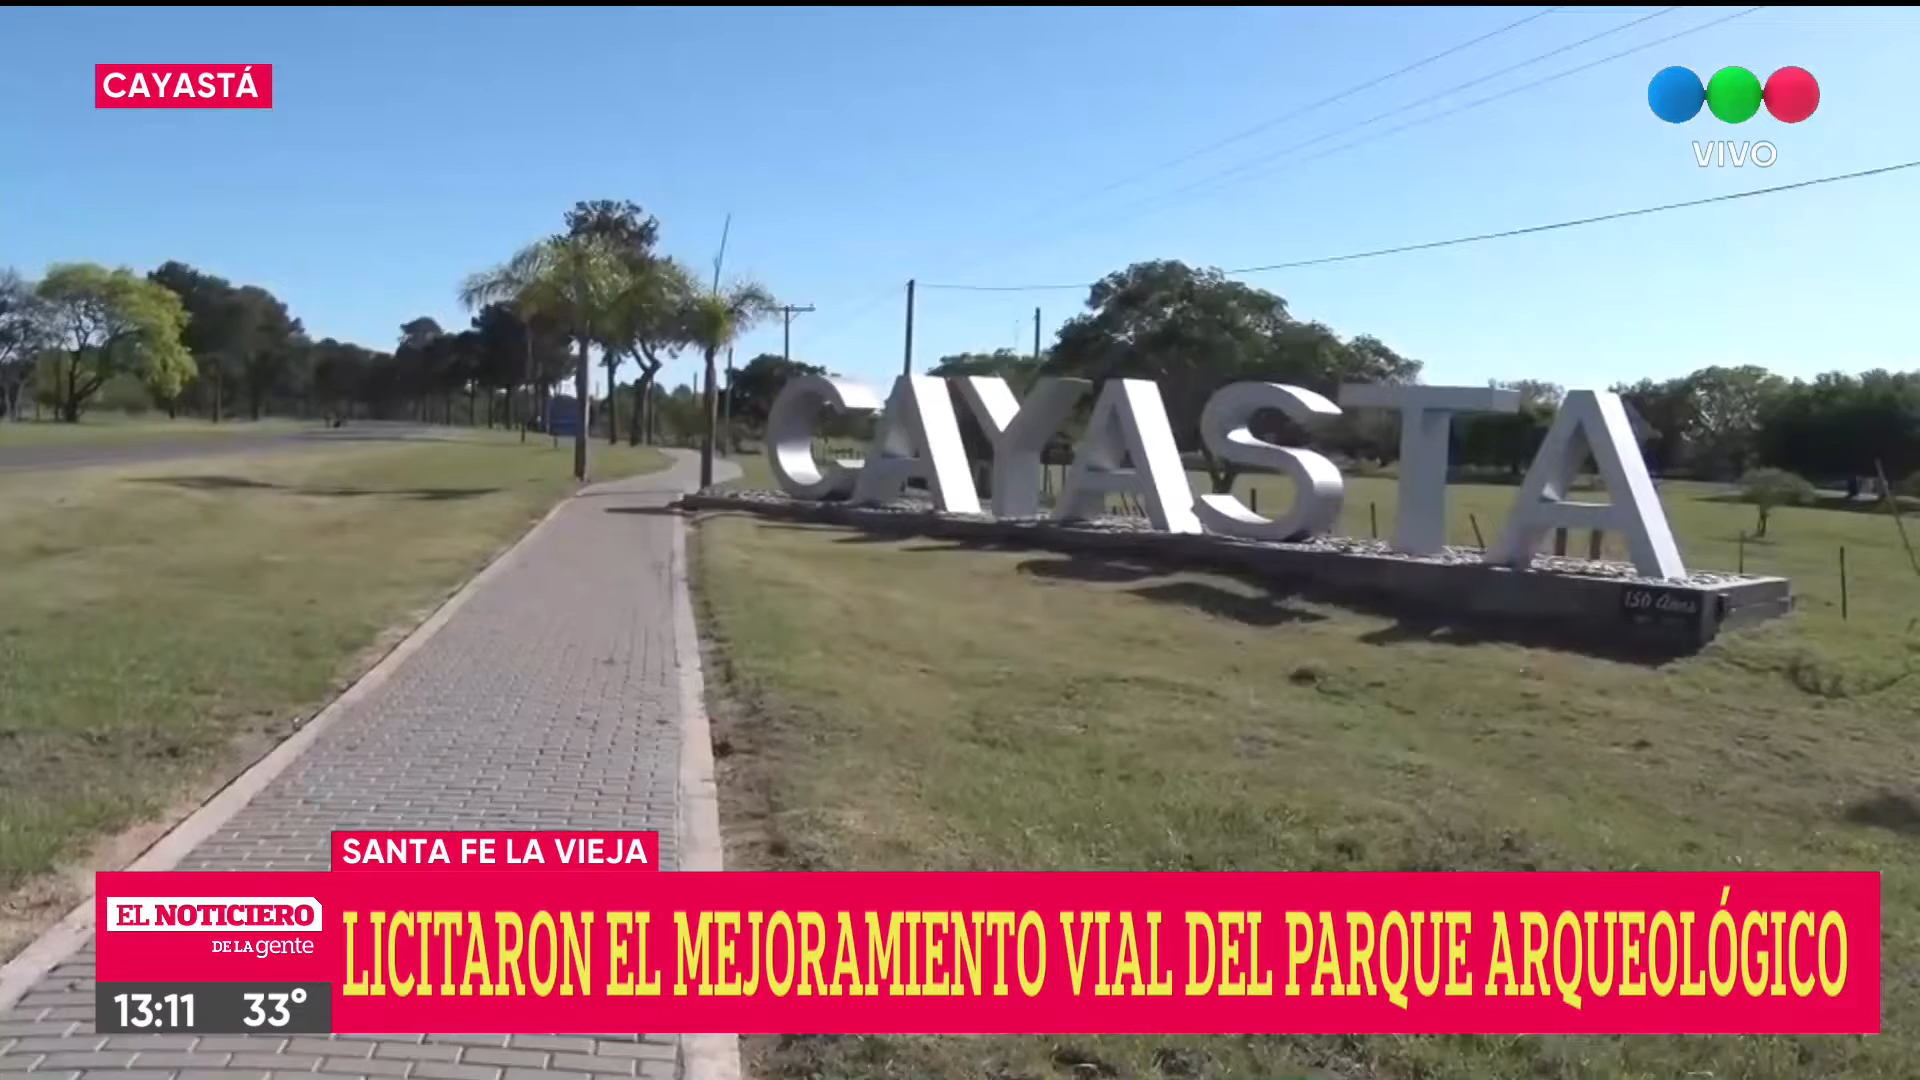 CAYASTÁ
VIVO
CAYASTA
150 Años
SANTA FE LA VIEJA
EL NOTICIERO
DE LA gente
LICITARON EL MEJORAMIENTO VIAL DEL PARQUE ARQUEOLÓGICO
13:11 33°